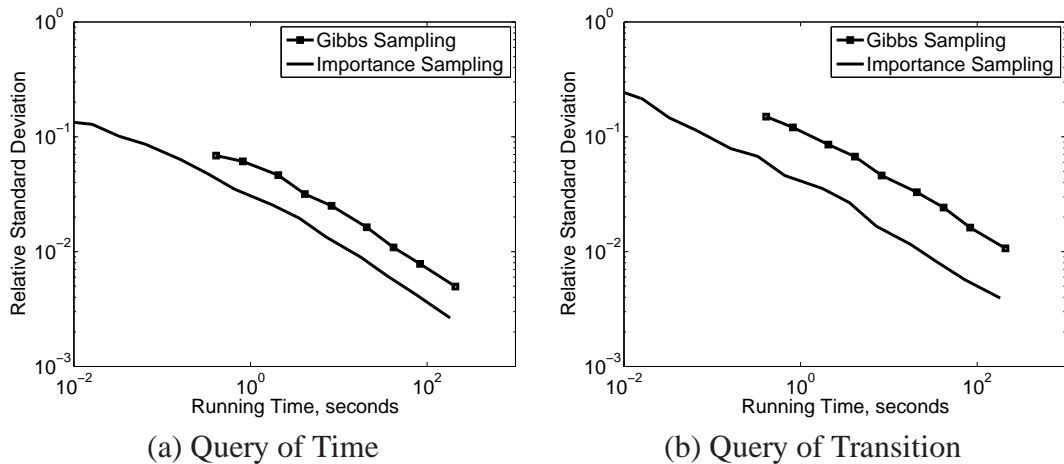 10^0
10^−1
10^−2
10^−3
10^−2
10^0
10^2
Relative Standard Deviation
Running Time, seconds
Gibbs Sampling
Importance Sampling
(a) Query of Time
10^0
10^−1
10^−2
10^−3
10^−2
10^0
10^2
Relative Standard Deviation
Running Time, seconds
Gibbs Sampling
Importance Sampling
(b) Query of Transition